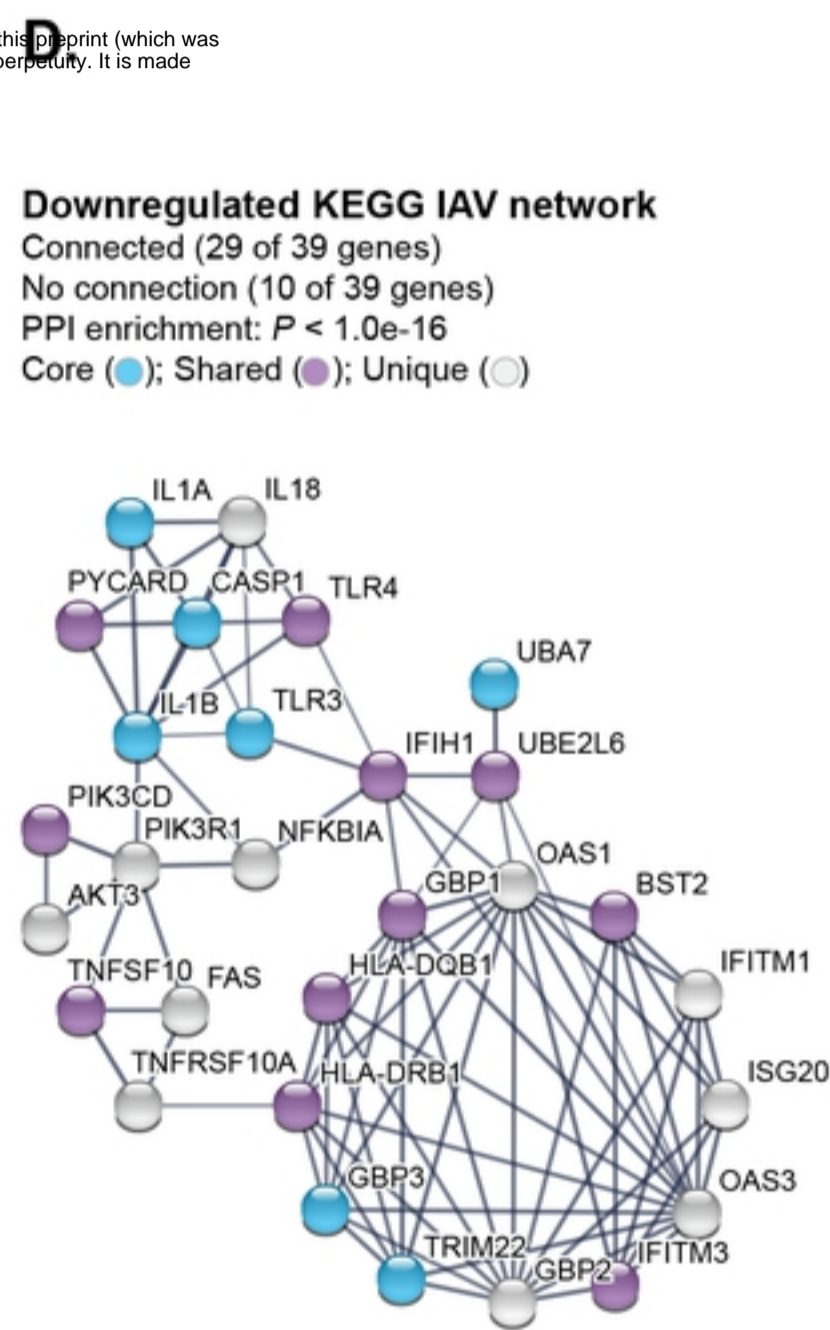 D.
this preprint (which was
perpetuity. It is made
Downregulated KEGG IAV network
Connected (29 of 39 genes)
No connection (10 of 39 genes)
PPI enrichment: P < 1.0e-16
Core (); Shared (); Unique ()
IL1A
IL18
PYCARD
CASP1
TLR4
UBA7
IL1B
TLR3
IFIH1
UBE2L6
PIK3CD
PIK3R1
NFKBIA
OAS1
AKT3
GBP1
BST2
TNFSF10
FAS
HLA-DQB1
IFITM1
TNFRSF10A
HLA-DRB1
ISG20
GBP3
OAS3
TRIM22
GBP2
IFITM3